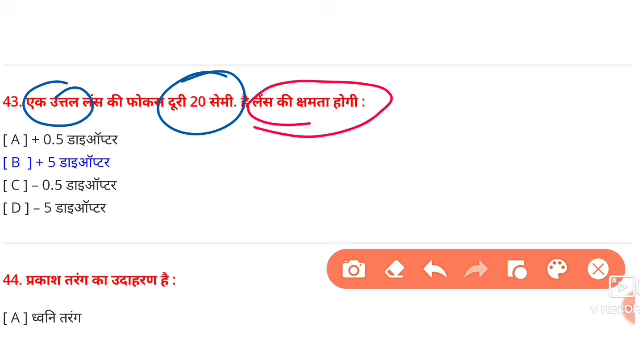 43. एक उत्तल लेंस की फोकस दूरी 20 सेमी. है लेंस की क्षमता होगी :
[ A ] + 0.5 डाइऑप्टर
[ B ] + 5 डाइऑप्टर
[ C ] – 0.5 डाइऑप्टर
[ D ] – 5 डाइऑप्टर
44. प्रकाश तरंग का उदाहरण है :
[ A ] ध्वनि तरंग
V RECOR